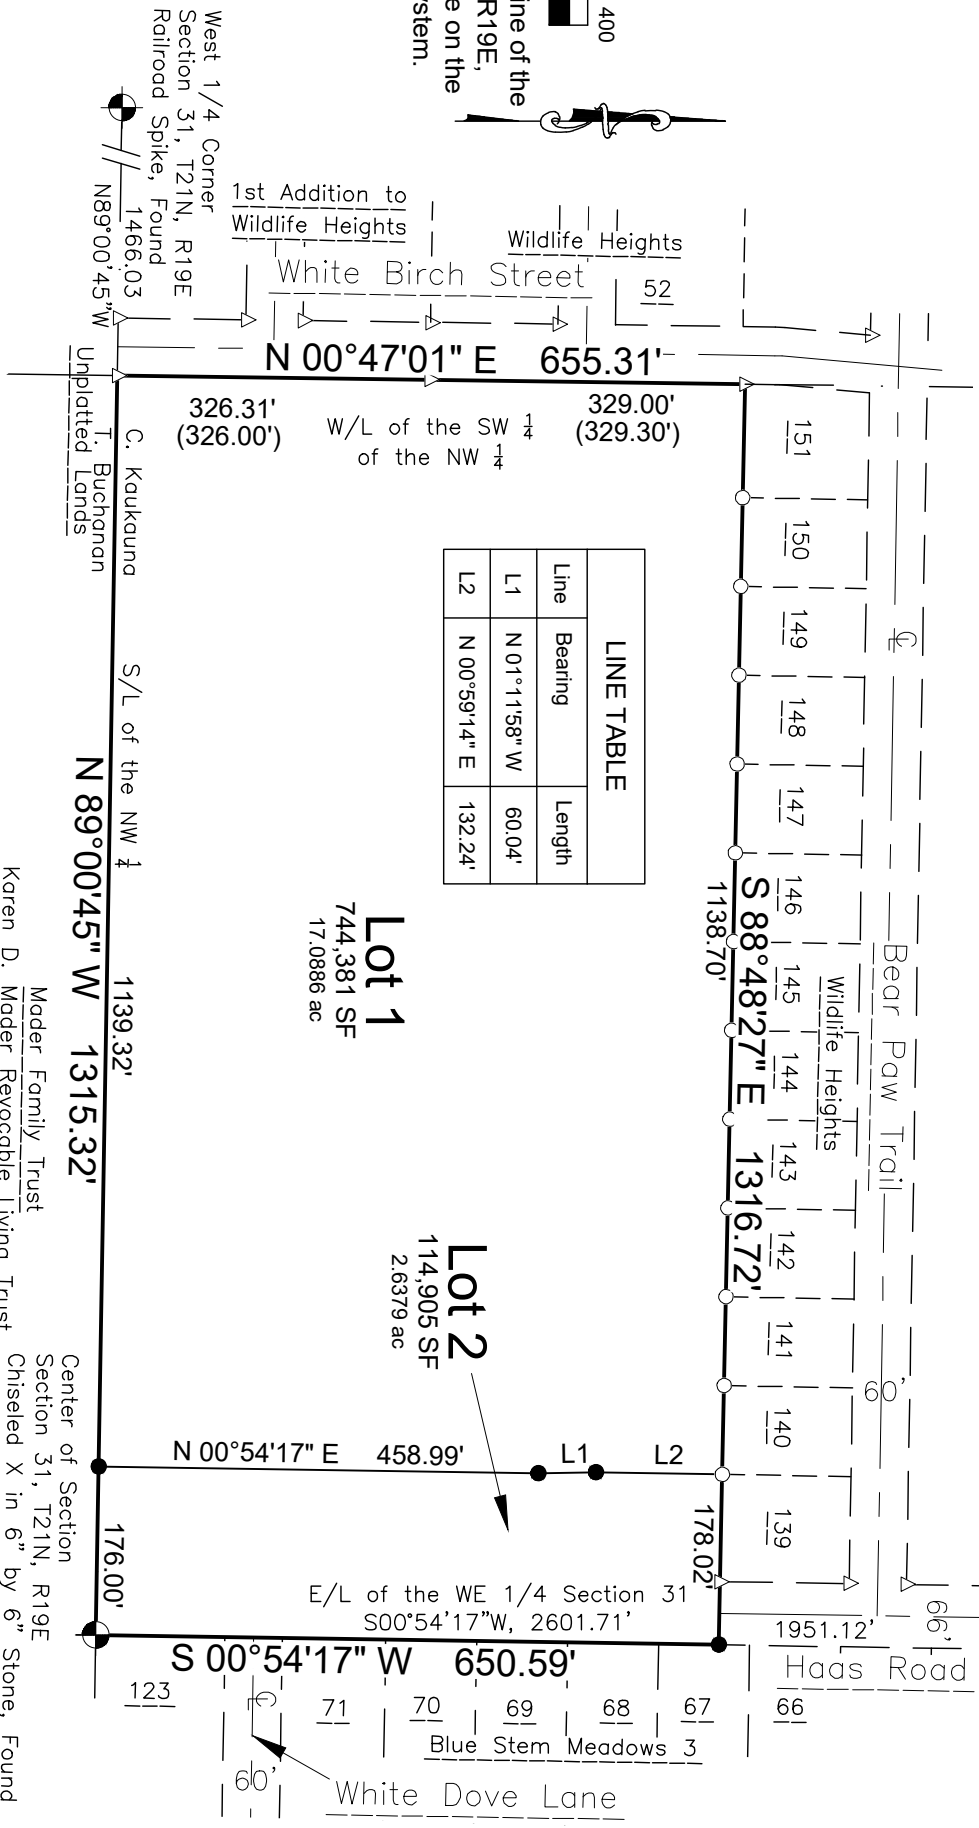 400
ine of the
R19E,
e on the
stem.
West 1/4 Corner
Section 31, T21N, R19E
Railroad Spike, Found
1466.03
N89°00'45"W
1st Addition to
Wildlife Heights
Wildlife Heights
White Birch Street
52
N 00°47'01" E 655.31'
326.31'
(326.00')
329.00'
(329.30')
W/L of the SW 1/4
of the NW 1/4
C. Kaukauna
T. Buchanan
Unplatted Lands
S/L of the NW 1/4
N 89°00'45" W 1315.32'
1139.32'
LINE TABLE
Line Bearing Length
L1 N 01°11'58" W 60.04'
L2 N 00°59'14" E 132.24'
151
150
149
148
147
146
145
144
143
142
141
140
139
S 88°48'27" E 1316.72'
1138.70'
Wildlife Heights
Bear Paw Trail
CL
60'
Lot 1
744,381 SF
17.0886 ac
Lot 2
114,905 SF
2.6379 ac
Mader Family Trust
Karen D. Mader Revocable Living Trust
Center of Section
Section 31, T21N, R19E
Chiseled X in 6" by 6" Stone, Found
N 00°54'17" E 458.99'
L1
L2
176.00'
178.02'
E/L of the WE 1/4 Section 31
S00°54'17"W, 2601.71'
S 00°54'17" W 650.59'
1951.12'
66'
Haas Road
123
CL
71
70
69
68
67
66
Blue Stem Meadows 3
60'
White Dove Lane